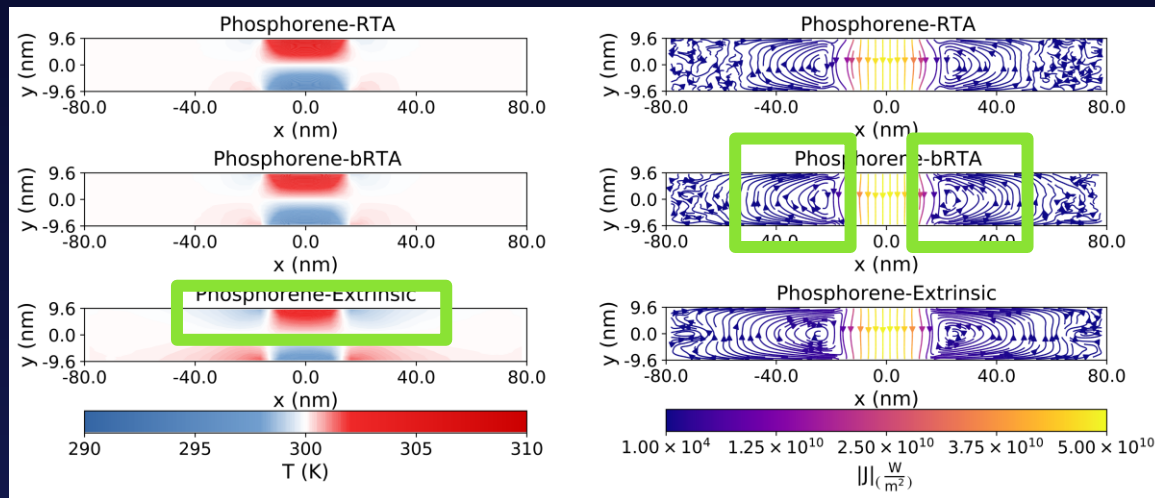 Phosphorene-RTA
y (nm)
9.6
0.0
-9.6
-80.0 -40.0 0.0 40.0 80.0
x (nm)
Phosphorene-bRTA
y (nm)
9.6
0.0
-9.6
-80.0 -40.0 0.0 40.0 80.0
x (nm)
Phosphorene-Extrinsic
y (nm)
9.6
0.0
-9.6
-80.0 -40.0 0.0 40.0 80.0
x (nm)
290 295 300 305 310
T (K)
Phosphorene-RTA
y (nm)
9.6
0.0
-9.6
-80.0 -40.0 0.0 40.0 80.0
x (nm)
Phosphorene-bRTA
y (nm)
9.6
0.0
-9.6
-80.0 40.0 0.0 40.0 80.0
x (nm)
Phosphorene-Extrinsic
y (nm)
9.6
0.0
-9.6
-80.0 -40.0 0.0 40.0 80.0
x (nm)
1.00 × 10⁴ 1.25 × 10¹⁰ 2.50 × 10¹⁰ 3.75 × 10¹⁰ 5.00 × 10¹⁰
|J|(W/m²)